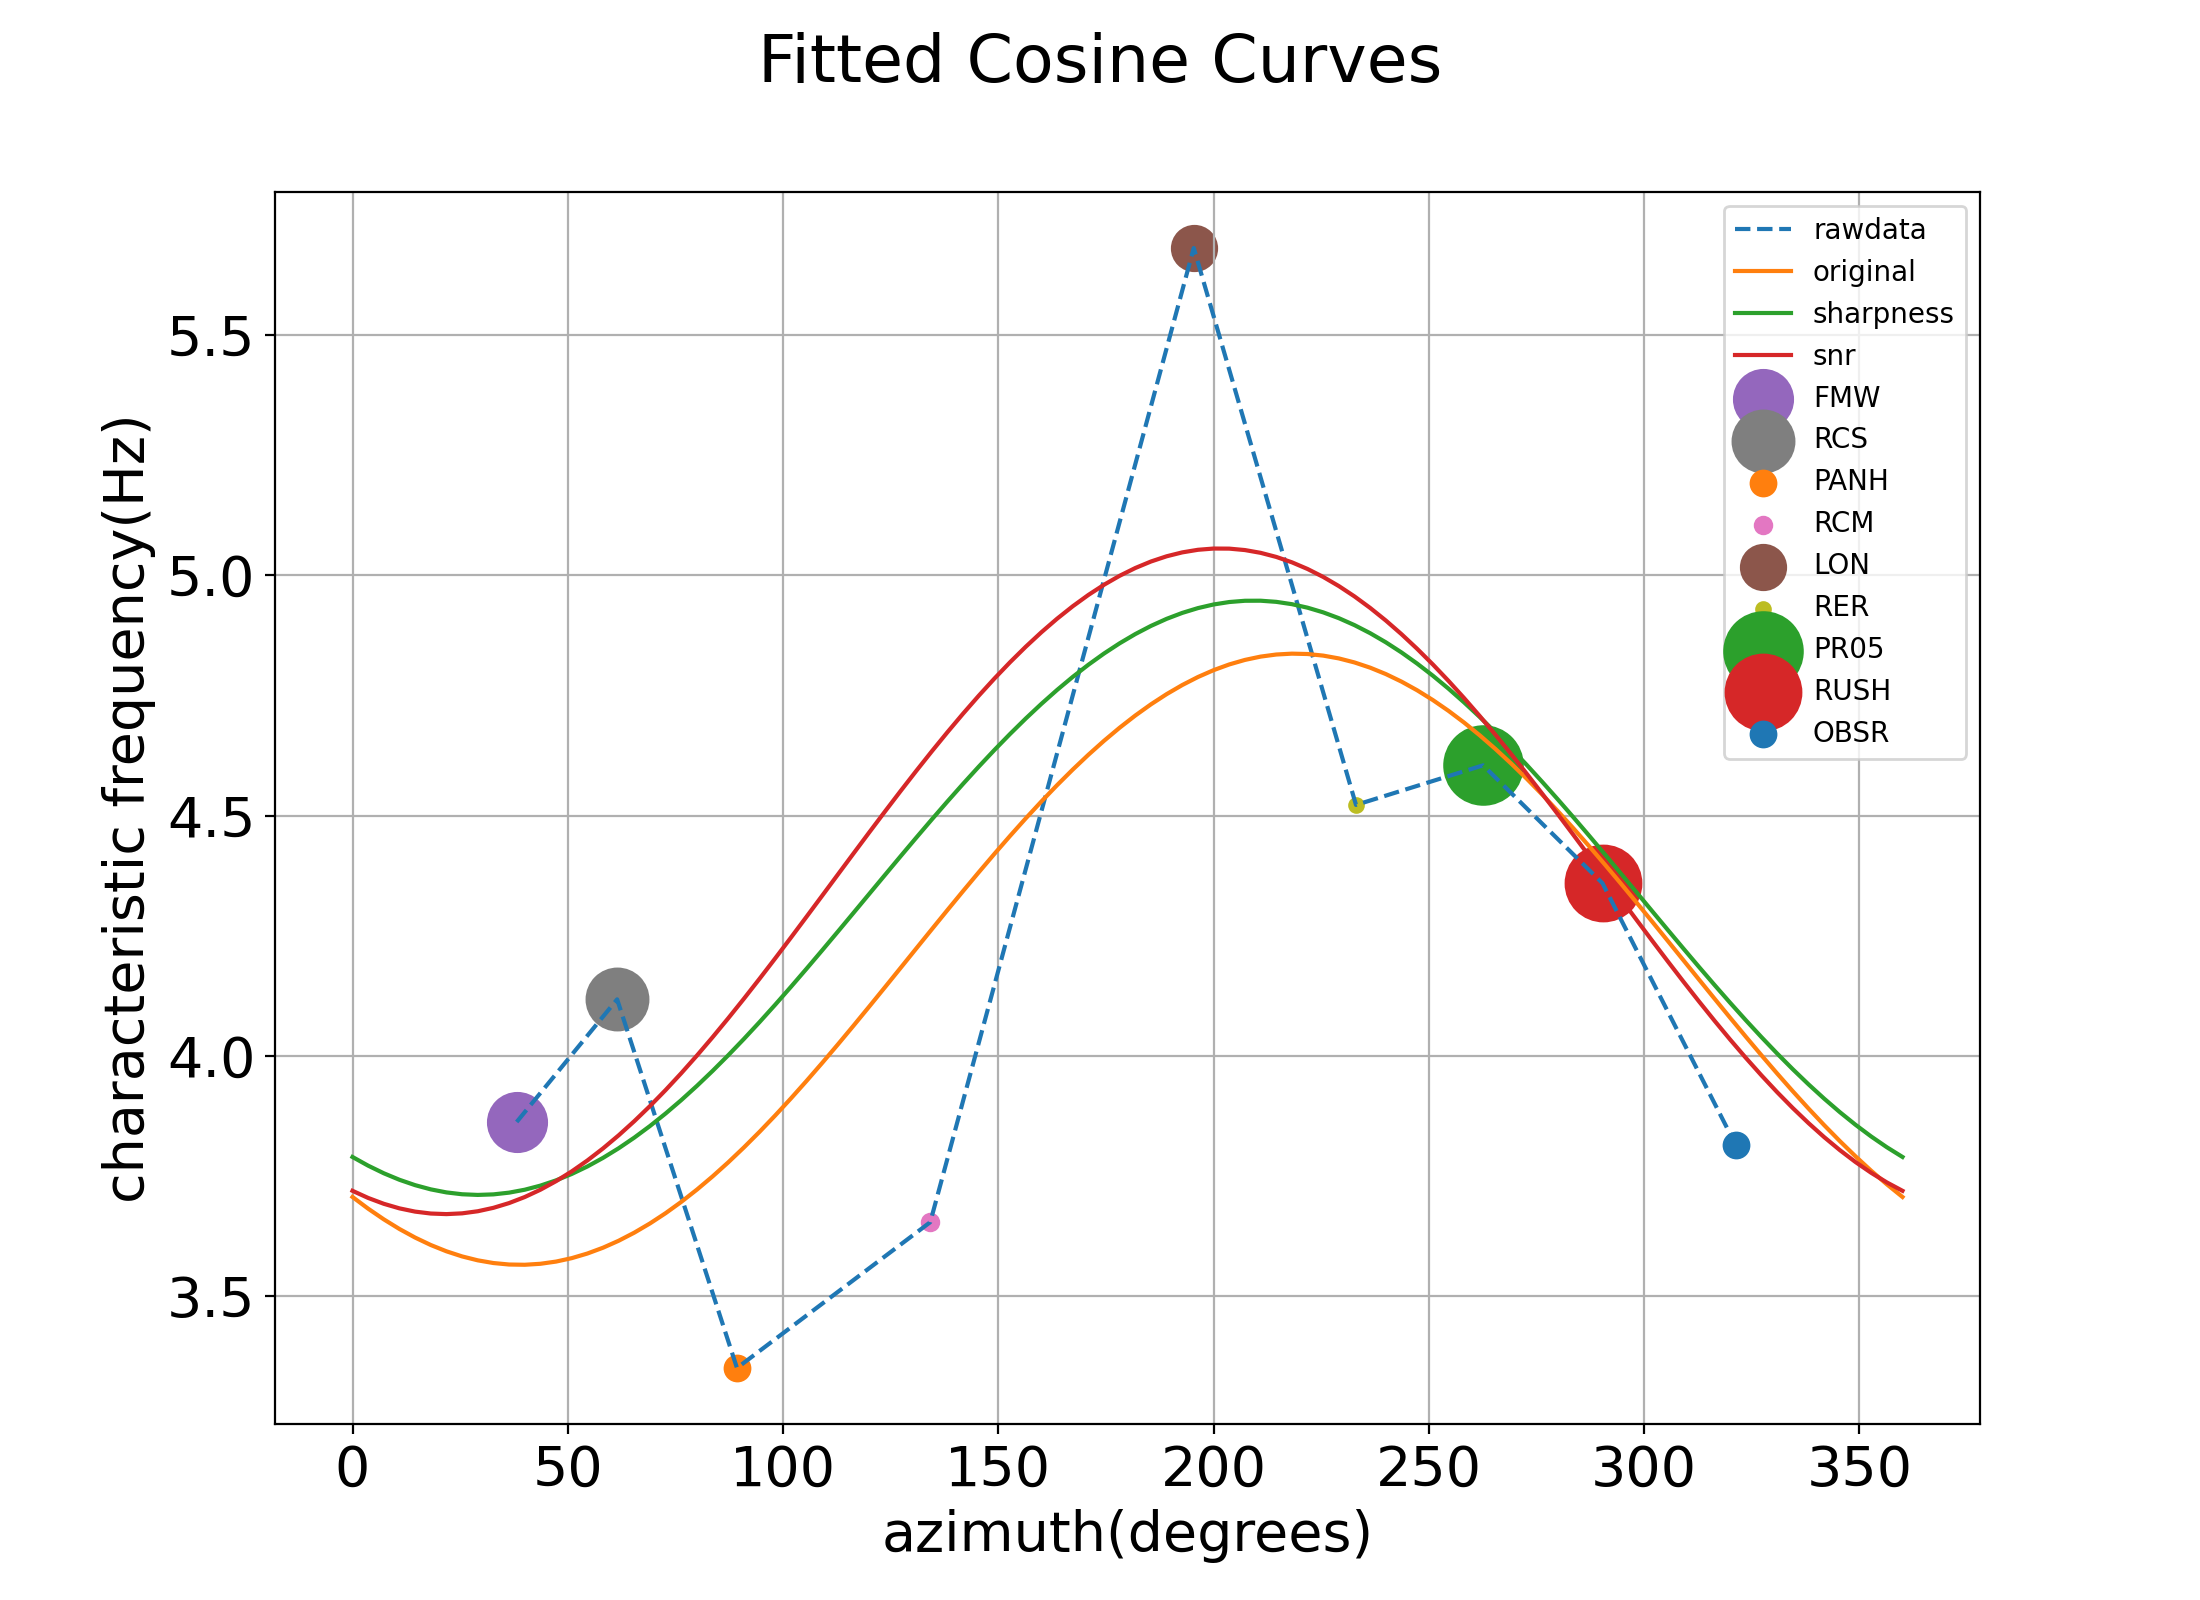 Fitted Cosine Curves
characteristic frequency(Hz)
5.5
5.0
4.5
4.0
3.5
0 50 100 150 200 250 300 350
azimuth(degrees)
rawdata
original
sharpness
snr
FMW
RCS
PANH
RCM
LON
RER
PR05
RUSH
OBSR